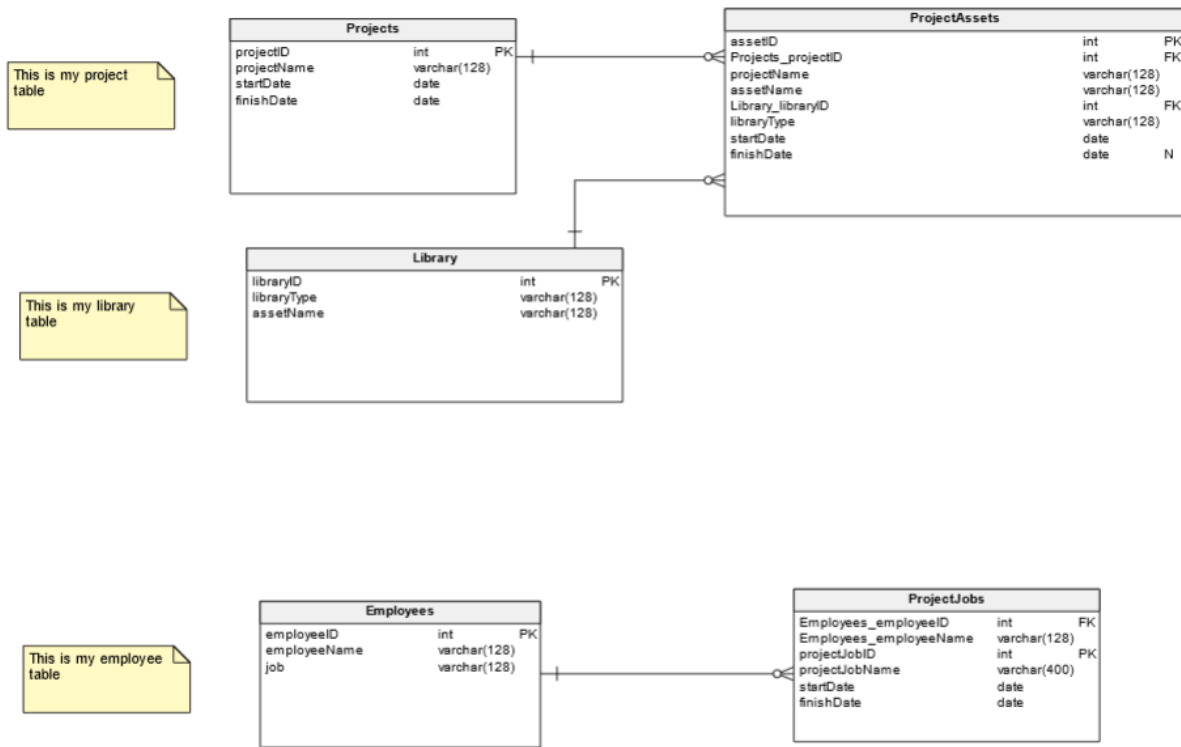 Projects
projectID int PK
projectName varchar(128)
startDate date
finishDate date
ProjectAssets
assetID int PK
Projects_projectID int FK
projectName varchar(128)
assetName varchar(128)
Library_libraryID int FK
libraryType varchar(128)
startDate date
finishDate date N
This is my project
table
Library
libraryID int PK
libraryType varchar(128)
assetName varchar(128)
This is my library
table
Employees
employeeID int PK
employeeName varchar(128)
job varchar(128)
ProjectJobs
Employees_employeeID int FK
Employees_employeeName varchar(128)
projectJobID int PK
projectJobName varchar(400)
startDate date
finishDate date
This is my employee
table